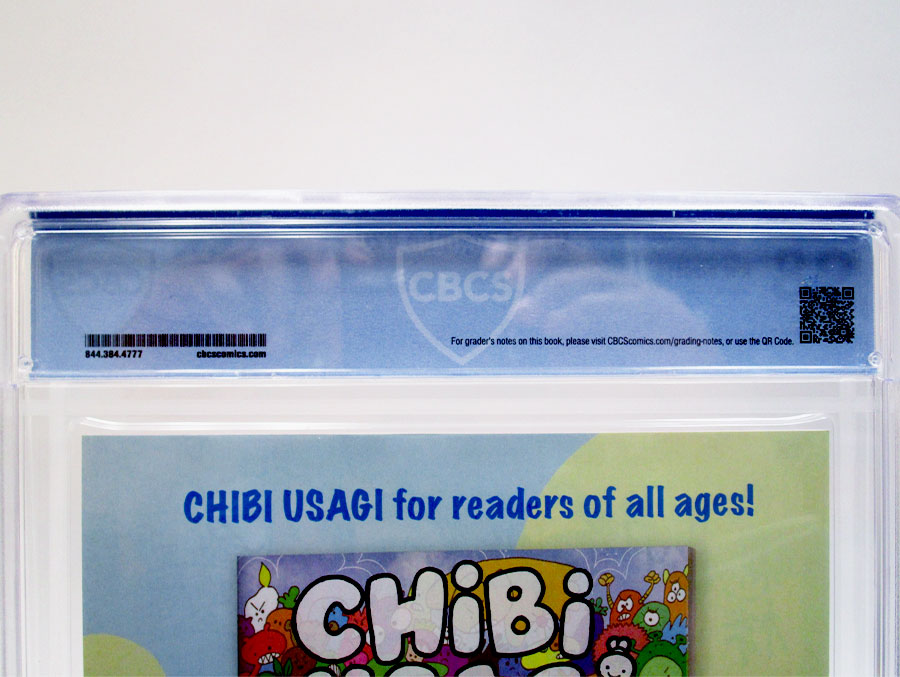 CBCS
844.384.4777 cbcscomics.com
For grader's notes on this book, please visit CBCScomics.com/grading-notes, or use the QR Code.
CHIBI USAGI for readers of all ages!
CHiBi